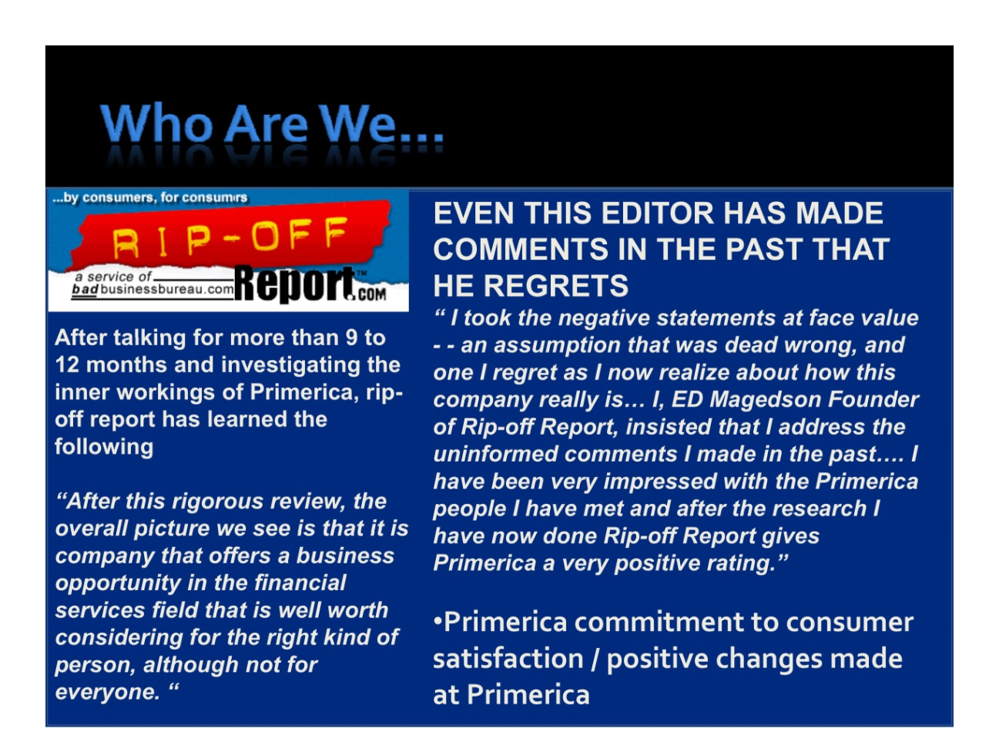 Who Are We...
...by consumers, for consumers
RIP-OFF
a service of
badbusinessbureau.com
Report.COM™
After talking for more than 9 to
12 months and investigating the
inner workings of Primerica, rip-
off report has learned the
following
“After this rigorous review, the
overall picture we see is that it is
company that offers a business
opportunity in the financial
services field that is well worth
considering for the right kind of
person, although not for
everyone. “
EVEN THIS EDITOR HAS MADE
COMMENTS IN THE PAST THAT
HE REGRETS
“ I took the negative statements at face value
- - an assumption that was dead wrong, and
one I regret as I now realize about how this
company really is… I, ED Magedson Founder
of Rip-off Report, insisted that I address the
uninformed comments I made in the past…. I
have been very impressed with the Primerica
people I have met and after the research I
have now done Rip-off Report gives
Primerica a very positive rating.”
•Primerica commitment to consumer
satisfaction / positive changes made
at Primerica